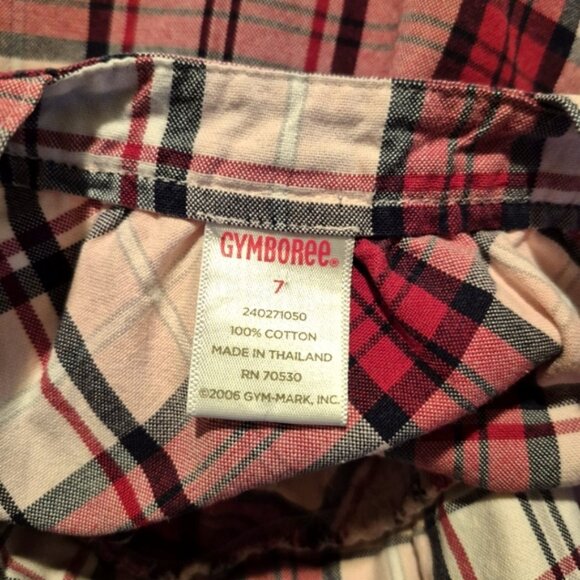 GYMBOREE®
7
240271050
100% COTTON
MADE IN THAILAND
RN 70530
©2006 GYM-MARK, INC.